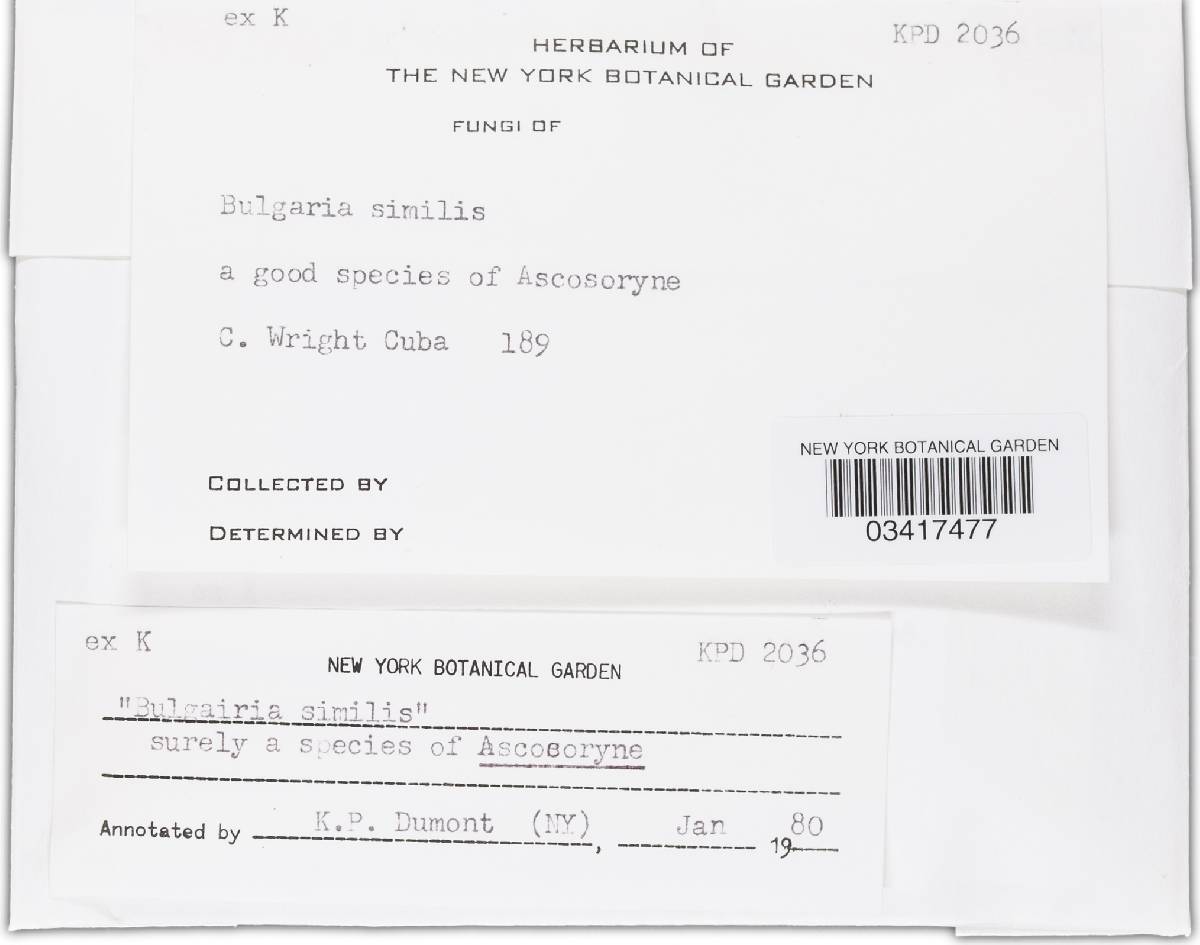 ex K
KPD 2036
HERBARIUM OF
THE NEW YORK BOTANICAL GARDEN
FUNGI OF
Bulgaria similis
a good species of Ascosoryne
C. Wright Cuba 189
COLLECTED BY
DETERMINED BY
NEW YORK BOTANICAL GARDEN
03417477
ex K
KPD 2036
NEW YORK BOTANICAL GARDEN
"Bulgairia similis"
surely a species of Ascosoryne
Annotated by K.P. Dumont (NY), Jan 1980